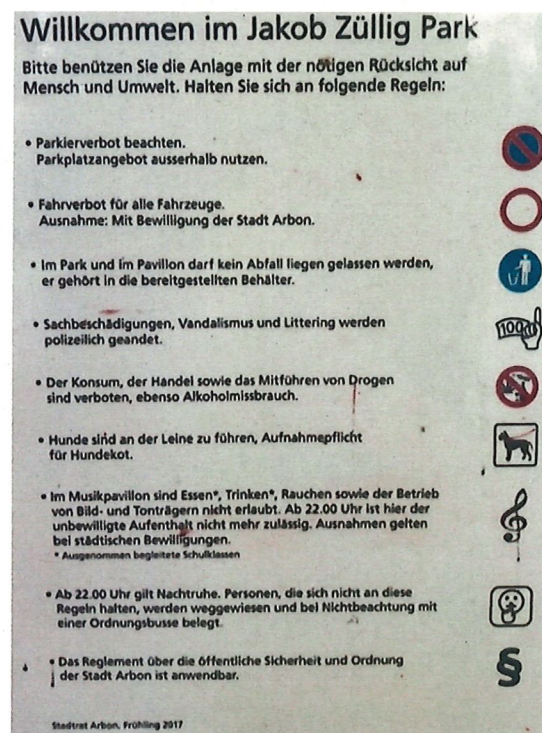 Willkommen im Jakob Züllig Park
Bitte benützen Sie die Anlage mit der nötigen Rücksicht auf
Mensch und Umwelt. Halten Sie sich an folgende Regeln:
• Parkierverbot beachten.
Parkplatzangebot ausserhalb nutzen.
• Fahrverbot für alle Fahrzeuge.
Ausnahme: Mit Bewilligung der Stadt Arbon.
• Im Park und im Pavillon darf kein Abfall liegen gelassen werden,
er gehört in die bereitgestellten Behälter.
• Sachbeschädigungen, Vandalismus und Littering werden
polizeilich geandet.
100
• Der Konsum, der Handel sowie das Mitführen von Drogen
sind verboten, ebenso Alkoholmissbrauch.
• Hunde sind an der Leine zu führen, Aufnahmepflicht
für Hundekot.
• Im Musikpavillon sind Essen*, Trinken*, Rauchen sowie der Betrieb
von Bild- und Tonträgern nicht erlaubt. Ab 22.00 Uhr ist hier der
unbewilligte Aufenthalt nicht mehr zulässig. Ausnahmen gelten
bei städtischen Bewilligungen.
* Ausgenommen begleitete Schulklassen
• Ab 22.00 Uhr gilt Nachtruhe. Personen, die sich nicht an diese
Regeln halten, werden weggewiesen und bei Nichtbeachtung mit
einer Ordnungsbusse belegt.
• Das Reglement über die öffentliche Sicherheit und Ordnung
der Stadt Arbon ist anwendbar.
§
Stadtrat Arbon, Frühling 2017